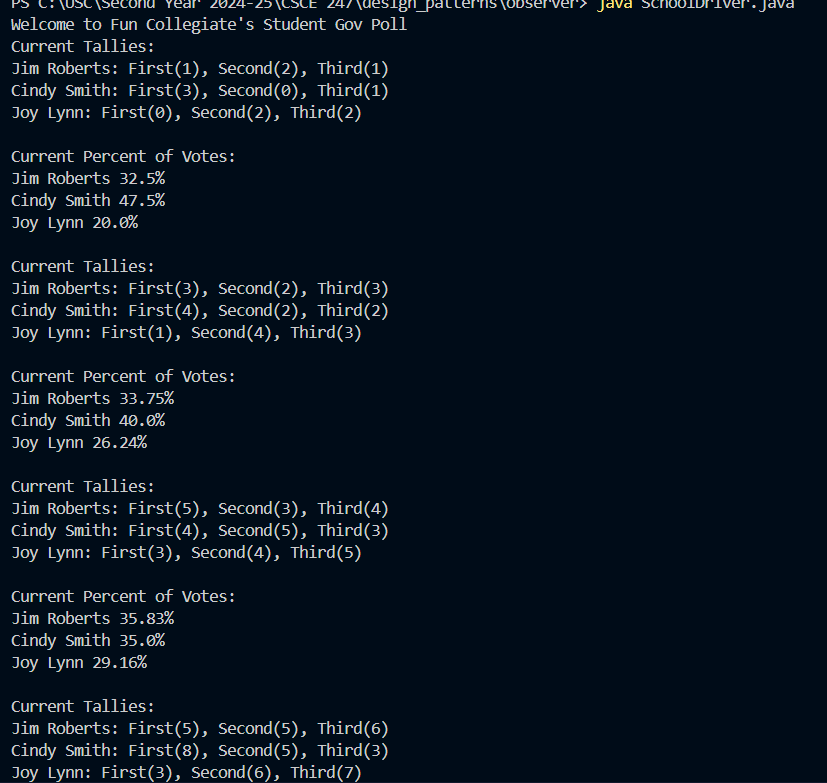 PS C:\USC\Second Year 2024-25\CSCE 247\design_patterns\observer> java SchoolDriver.java
Welcome to Fun Collegiate's Student Gov Poll
Current Tallies:
Jim Roberts: First(1), Second(2), Third(1)
Cindy Smith: First(3), Second(0), Third(1)
Joy Lynn: First(0), Second(2), Third(2)

Current Percent of Votes:
Jim Roberts 32.5%
Cindy Smith 47.5%
Joy Lynn 20.0%

Current Tallies:
Jim Roberts: First(3), Second(2), Third(3)
Cindy Smith: First(4), Second(2), Third(2)
Joy Lynn: First(1), Second(4), Third(3)

Current Percent of Votes:
Jim Roberts 33.75%
Cindy Smith 40.0%
Joy Lynn 26.24%

Current Tallies:
Jim Roberts: First(5), Second(3), Third(4)
Cindy Smith: First(4), Second(5), Third(3)
Joy Lynn: First(3), Second(4), Third(5)

Current Percent of Votes:
Jim Roberts 35.83%
Cindy Smith 35.0%
Joy Lynn 29.16%

Current Tallies:
Jim Roberts: First(5), Second(5), Third(6)
Cindy Smith: First(8), Second(5), Third(3)
Joy Lynn: First(3), Second(6), Third(7)